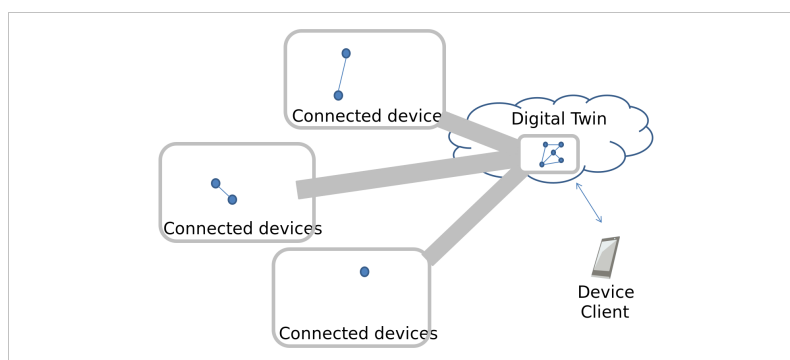 Connected device
Digital Twin
Connected devices
Connected devices
Device
Client